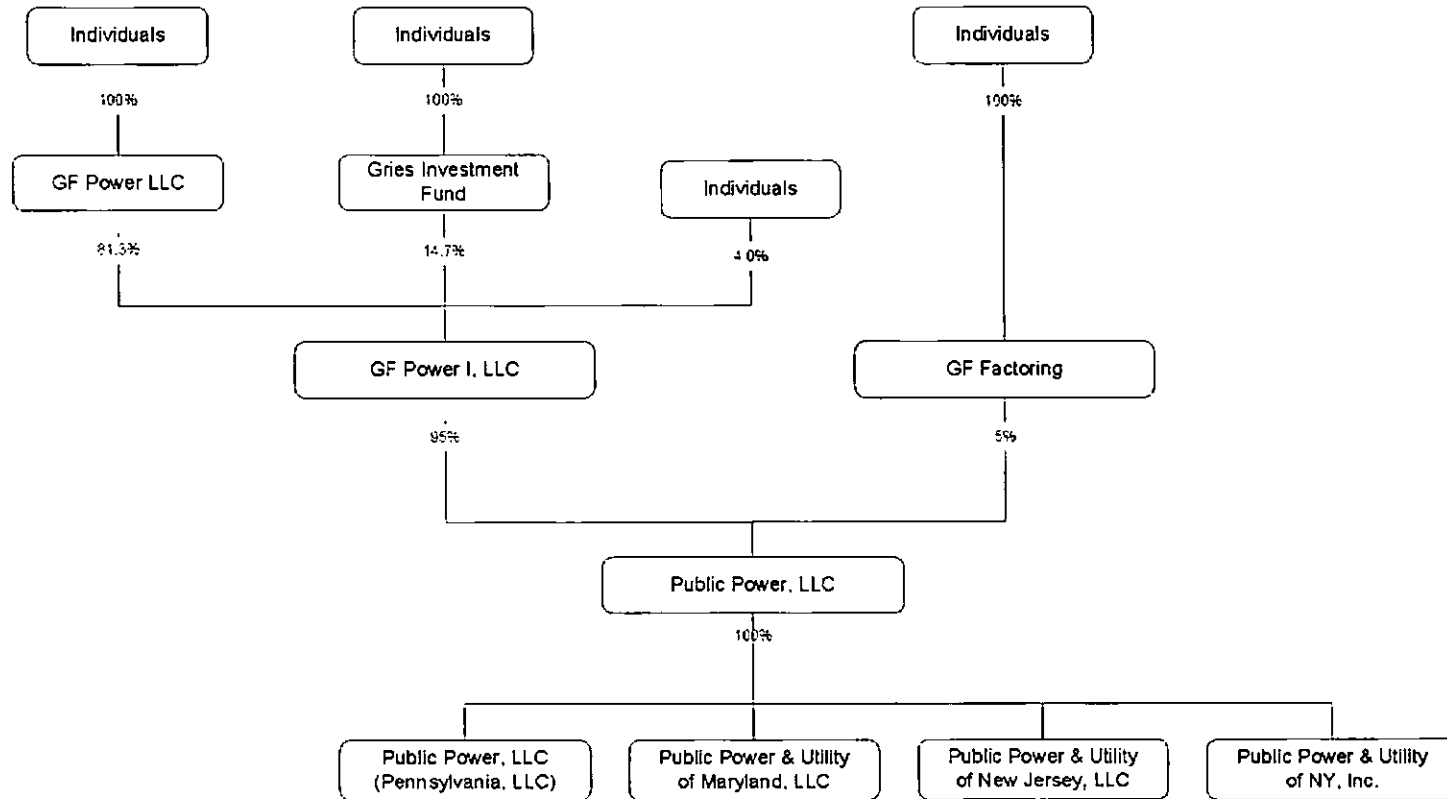 Individuals
Individuals
Individuals
100%
100%
100%
GF Power LLC
Gries Investment
Fund
Individuals
81.3%
14.7%
4.0%
GF Power I, LLC
GF Factoring
95%
5%
Public Power, LLC
100%
Public Power, LLC
(Pennsylvania, LLC)
Public Power & Utility
of Maryland, LLC
Public Power & Utility
of New Jersey, LLC
Public Power & Utility
of NY, Inc.